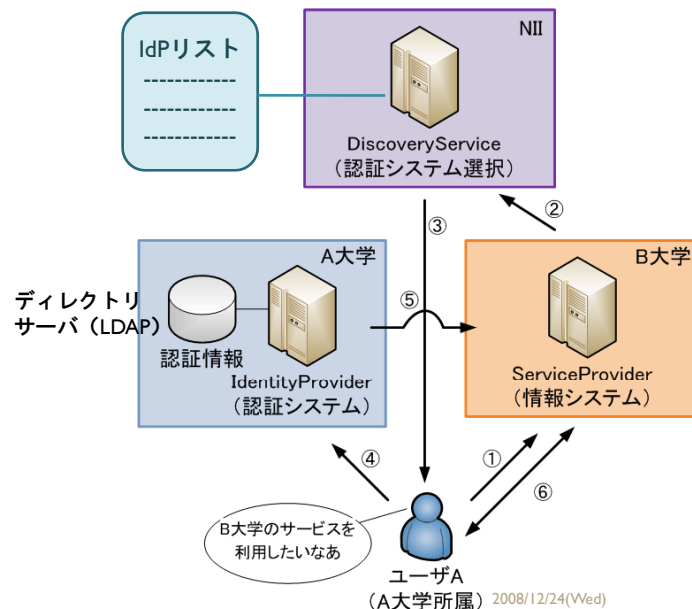 IdPリスト
------------
------------
------------
NII
DiscoveryService
（認証システム選択）
②
③
A大学
B大学
ディレクトリ
サーバ（LDAP）
⑤
認証情報
IdentityProvider
（認証システム）
ServiceProvider
（情報システム）
④
①
⑥
B大学のサービスを
利用したいなあ
ユーザA
（A大学所属）
2008/12/24(Wed)